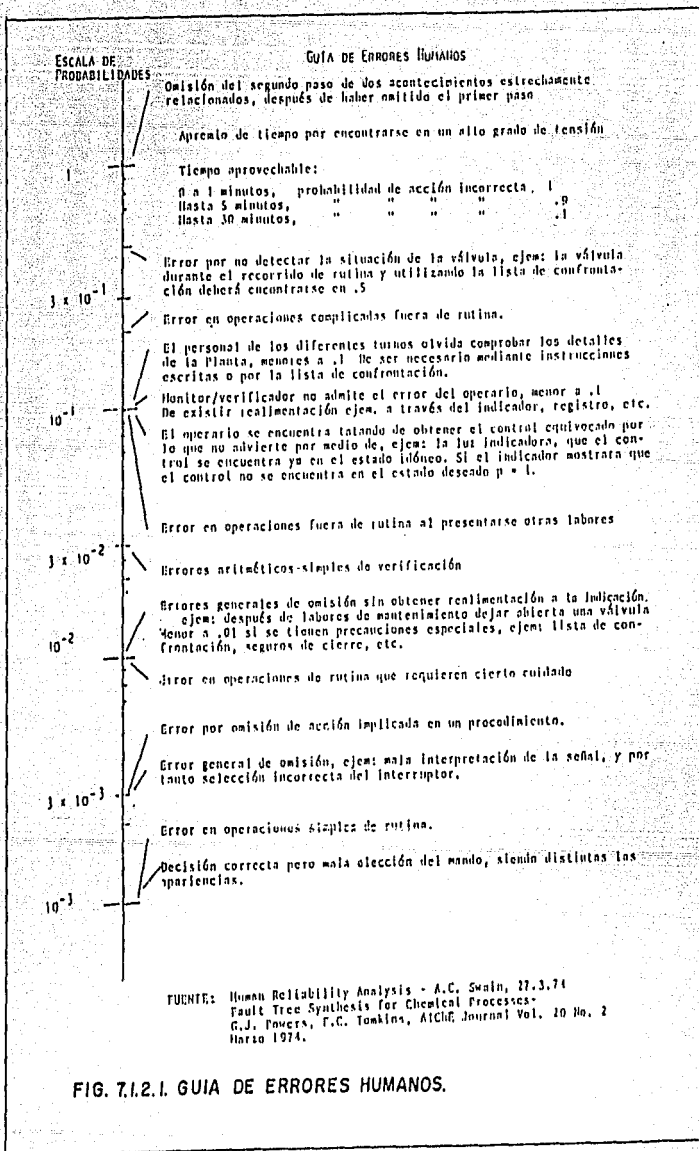 GUÍA DE ERRORES HUMANOS
ESCALA DE
PROBABILIDADES
Omisión del segundo paso de dos acontecimientos estrechamente
relacionados, después de haber omitido el primer paso
Apremio de tiempo por encontrarse en un alto grado de tensión
1
Tiempo aprovechable:
0 a 1 minutos, probabilidad de acción incorrecta, 1
Hasta 5 minutos, " " " " .9
Hasta 30 minutos, " " " " .1
Error por no detectar la situación de la válvula, ejem: la válvula
durante el recorrido de rutina y utilizando la lista de confronta-
ción deberá encontrarse en .5
3 x 10-1
Error en operaciones complicadas fuera de rutina.
El personal de los diferentes turnos olvida comprobar los detalles
de la Planta, menores a .1 De ser necesario mediante instrucciones
escritas o por la lista de confrontación.
Monitor/verificador no admite el error del operario, menor a .1
10-1
De existir realimentación ejem. a través del indicador, registro, etc.
El operario se encuentra talando de obtener el control equivocado por
lo que no advierte por medio de, ejem: la luz indicadora, que el con-
trol se encuentra ya en el estado idóneo. Si el indicador mostrara que
el control no se encuentra en el estado deseado p = 1.
Error en operaciones fuera de rutina al presentarse otras labores
3 x 10-2
Errores aritméticos-simples de verificación
Errores generales de omisión sin obtener realimentación a la indicación.
ejem: después de labores de mantenimiento dejar abierta una válvula
Menor a .01 si se tienen precauciones especiales, ejem: lista de con-
frontación, seguros de cierre, etc.
10-2
Error en operaciones de rutina que requieren cierto cuidado
Error por omisión de acción implicada en un procedimiento.
Error general de omisión, ejem: mala interpretación de la señal, y por
tanto selección incorrecta del interruptor.
3 x 10-3
Error en operaciones simples de rutina.
Decisión correcta pero mala elección del mando, siendo distintas las
apariencias.
10-3
FUENTE: Human Reliability Analysis - A.C. Swain, 27.3.74
Fault Tree Synthesis for Chemical Processes-
G.J. Powers, F.C. Tomkins, AIChE Journal Vol. 20 No. 2
Marzo 1974.
FIG. 7.1.2.1. GUIA DE ERRORES HUMANOS.